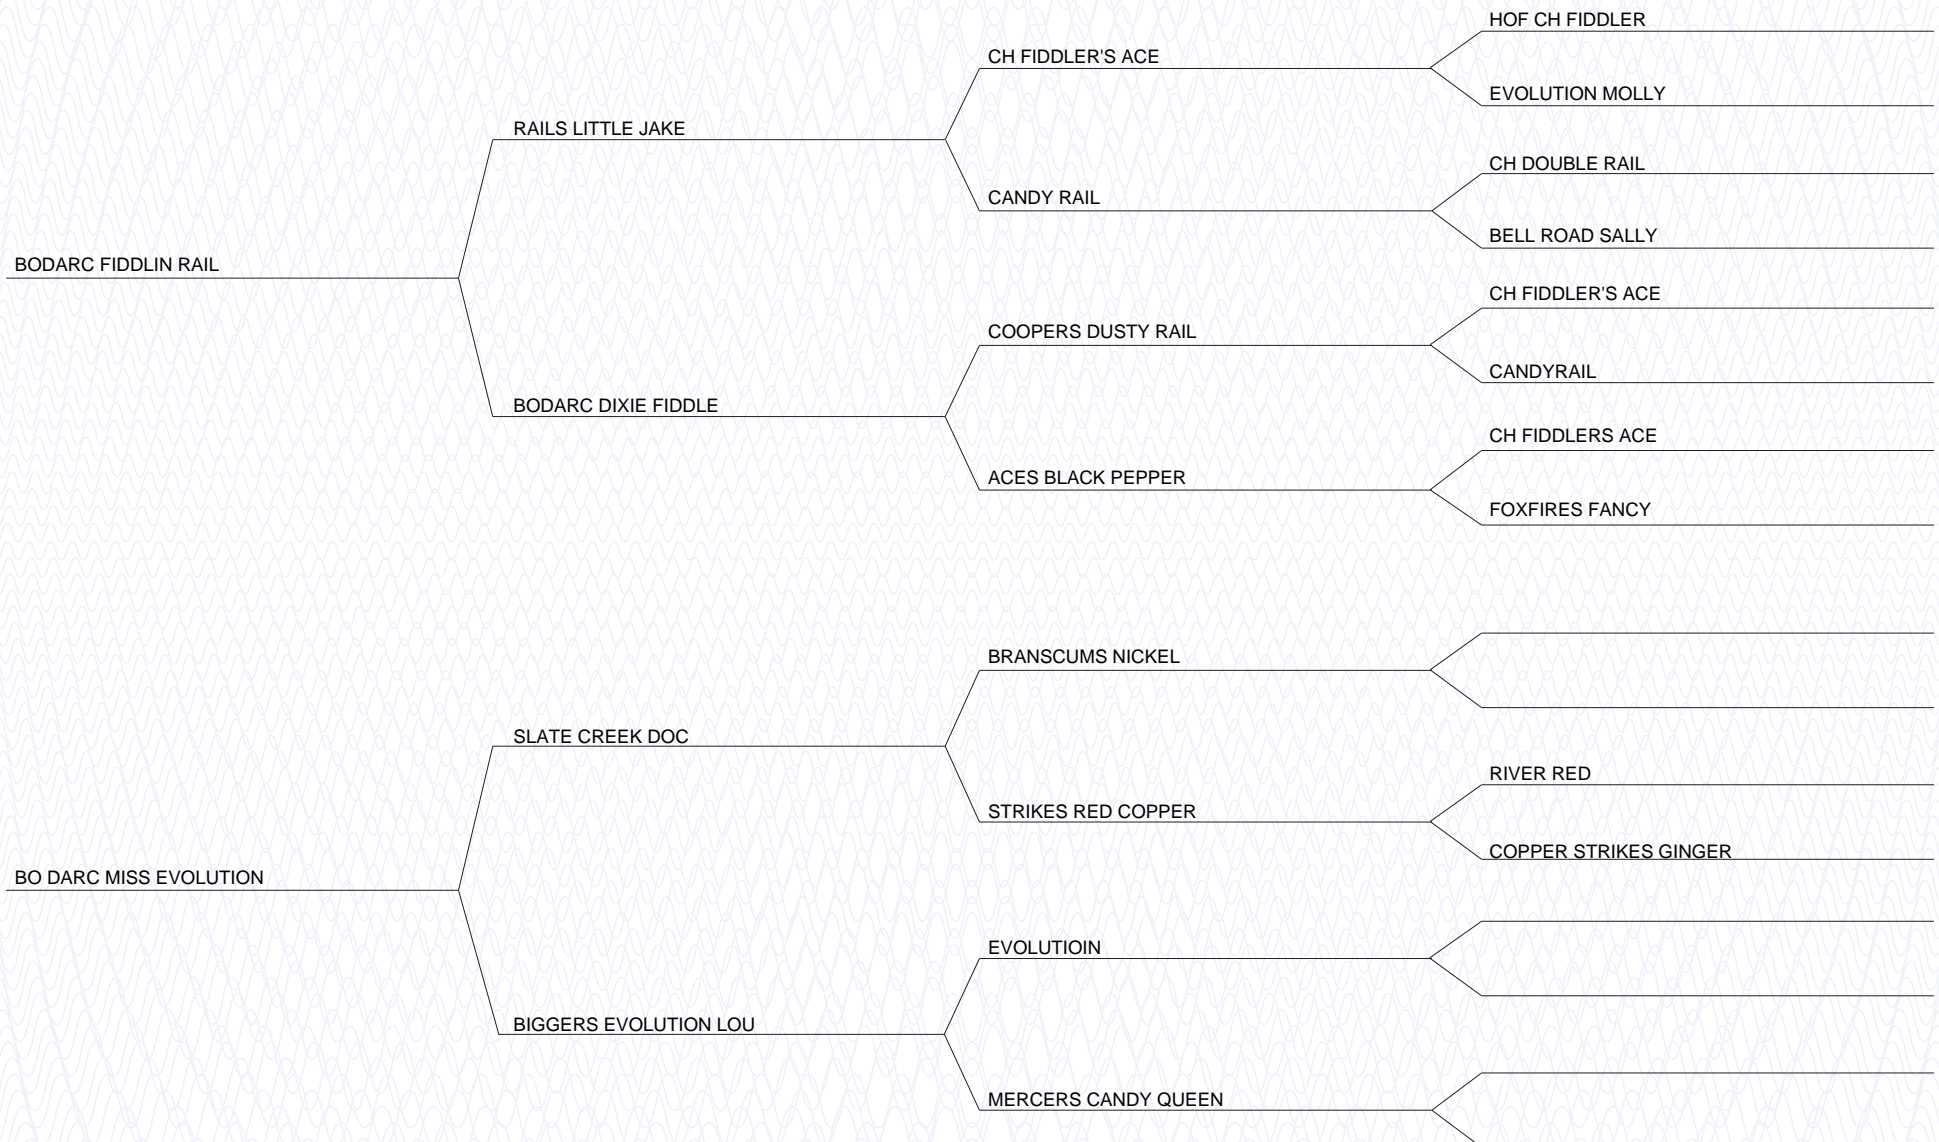 HOF CH FIDDLER
CH FIDDLER'S ACE
EVOLUTION MOLLY
RAILS LITTLE JAKE
CH DOUBLE RAIL
CANDY RAIL
BELL ROAD SALLY
BODARC FIDDLIN RAIL
CH FIDDLER'S ACE
COOPERS DUSTY RAIL
CANDYRAIL
BODARC DIXIE FIDDLE
CH FIDDLERS ACE
ACES BLACK PEPPER
FOXFIRES FANCY
BRANSCUMS NICKEL
SLATE CREEK DOC
RIVER RED
STRIKES RED COPPER
COPPER STRIKES GINGER
BO DARC MISS EVOLUTION
EVOLUTIOIN
BIGGERS EVOLUTION LOU
MERCERS CANDY QUEEN